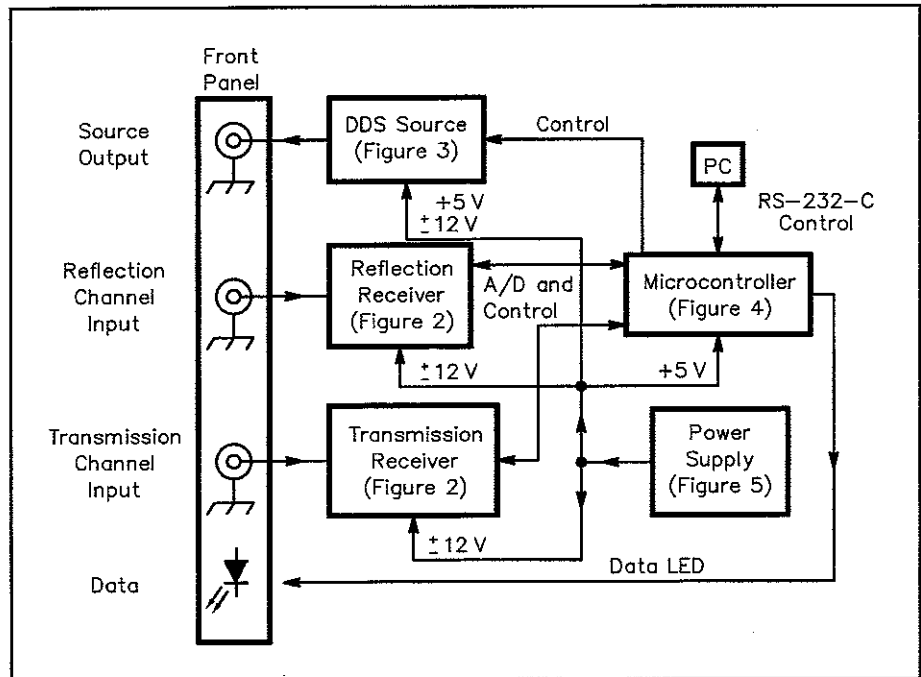 Front
Panel
Source
Output
DDS Source
(Figure 3)
Control
PC
RS-232-C
Control
+5 V
± 12 V
Reflection
Channel
Input
Reflection
Receiver
(Figure 2)
A/D and
Control
Microcontroller
(Figure 4)
± 12 V
+5 V
Transmission
Channel
Input
Transmission
Receiver
(Figure 2)
Power
Supply
(Figure 5)
± 12 V
Data LED
Data